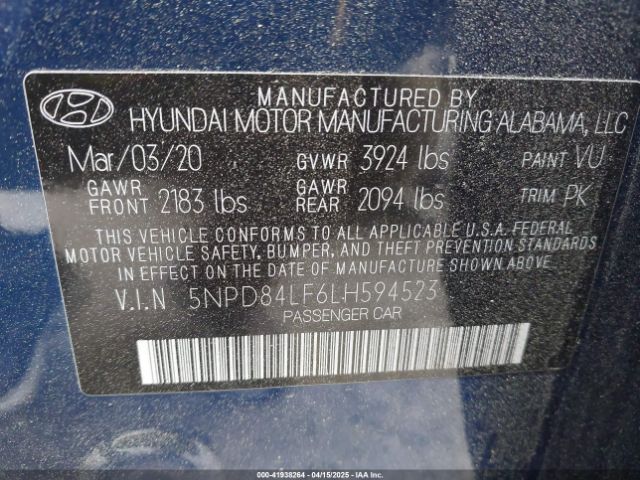 MANUFACTURED BY
HYUNDAI MOTOR MANUFACTURING ALABAMA, LLC
Mar/03/20 GVWR 3924 lbs PAINT VU
GAWR FRONT 2183 lbs GAWR REAR 2094 lbs TRIM PK
THIS VEHICLE CONFORMS TO ALL APPLICABLE U.S.A. FEDERAL
MOTOR VEHICLE SAFETY, BUMPER, AND THEFT PREVENTION STANDARDS
IN EFFECT ON THE DATE OF MANUFACTURE SHOWN ABOVE.
V.I.N 5NPD84LF6LH594523
PASSENGER CAR
000-41938264 04/15/2025 IAAI.CA